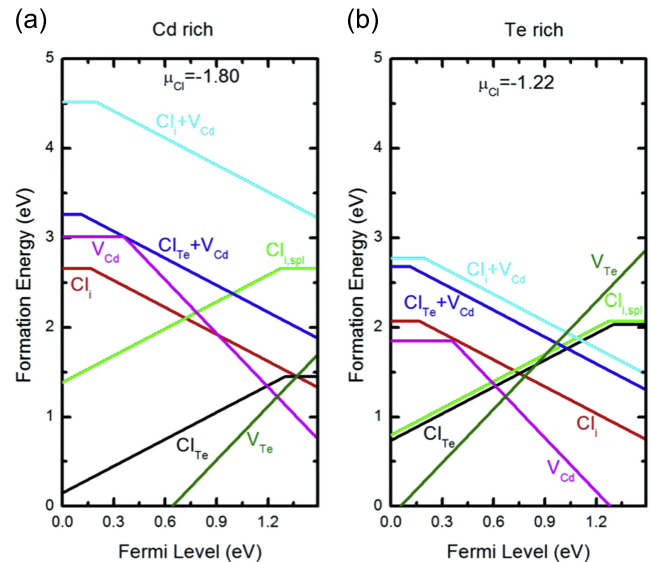 (a)
Cd rich
μCl=-1.80
Cli+VCd
ClTe+VCd
VCd
Cli,spl
Cli
ClTe
VTe
5
4
3
2
1
0
0.0 0.3 0.6 0.9 1.2
Formation Energy (eV)
Fermi Level (eV)
(b)
Te rich
μCl=-1.22
VTe
Cli+VCd
Cli,spl
ClTe+VCd
Cli
ClTe
VCd
5
4
3
2
1
0
0.0 0.3 0.6 0.9 1.2
Formation Energy (eV)
Fermi Level (eV)